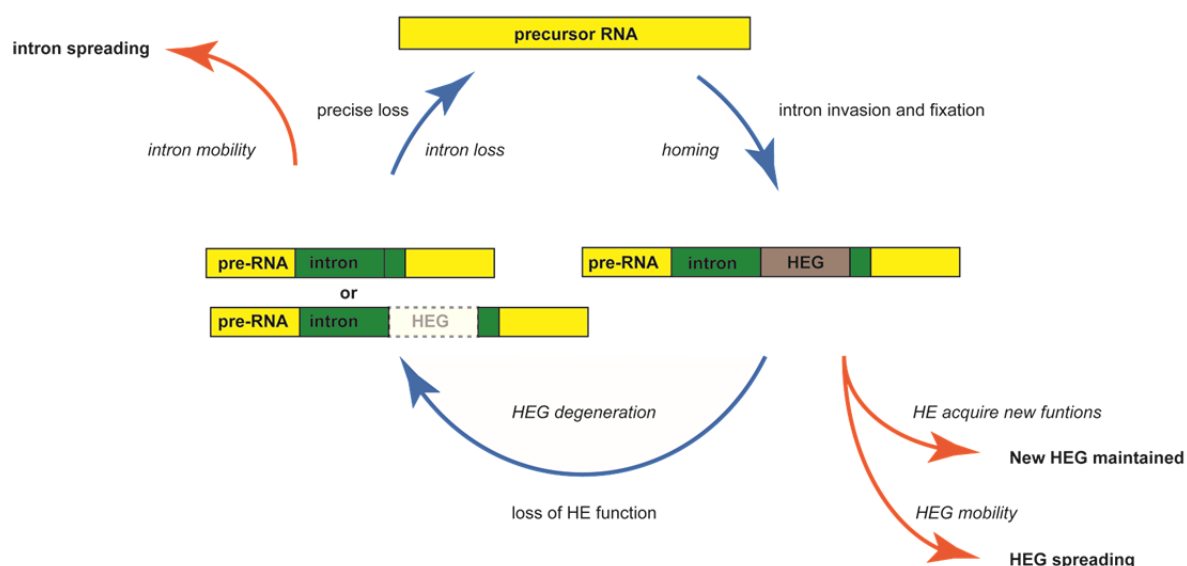 precursor RNA
intron spreading
precise loss
intron invasion and fixation
intron mobility
intron loss
homing
pre-RNA intron
pre-RNA intron HEG
or
pre-RNA intron HEG
HEG degeneration
HE acquire new funtions
New HEG maintained
loss of HE function
HEG mobility
HEG spreading